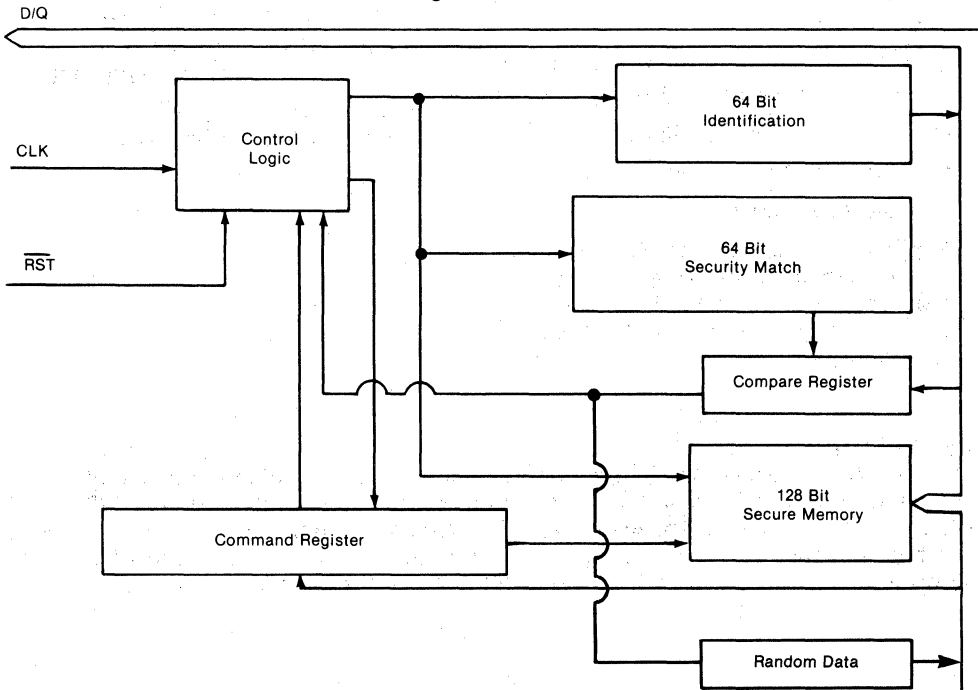 D/Q
64 Bit
Identification
Control
Logic
CLK
64 Bit
Security Match
RST
Compare Register
128 Bit
Secure Memory
Command Register
Random Data